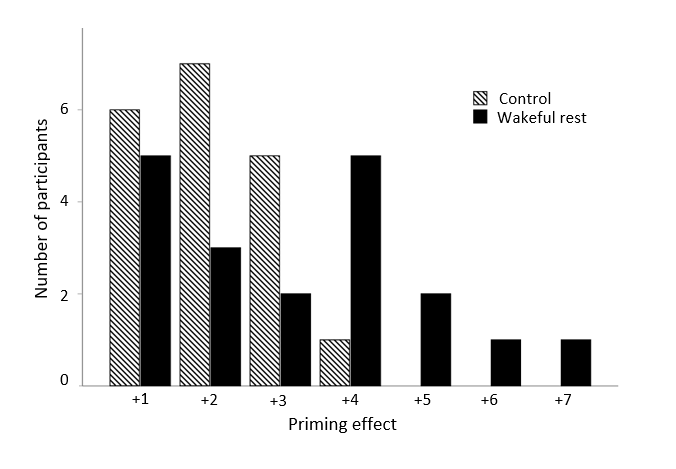 Number of participants
6
4
2
0
Control
Wakeful rest
+1 +2 +3 +4 +5 +6 +7
Priming effect